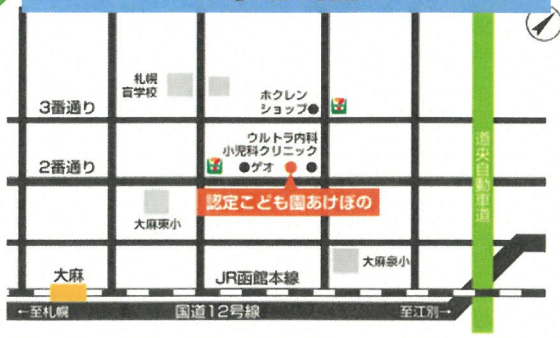 札幌
盲学校
ホクレン
ショップ
3番通り
ウルトラ内科
小児科クリニック
2番通り
ゲオ
認定こども園あけぼの
道央自動車道
大麻東小
大麻泉小
大麻
JR函館本線
←至札幌
国道12号線
至江別→